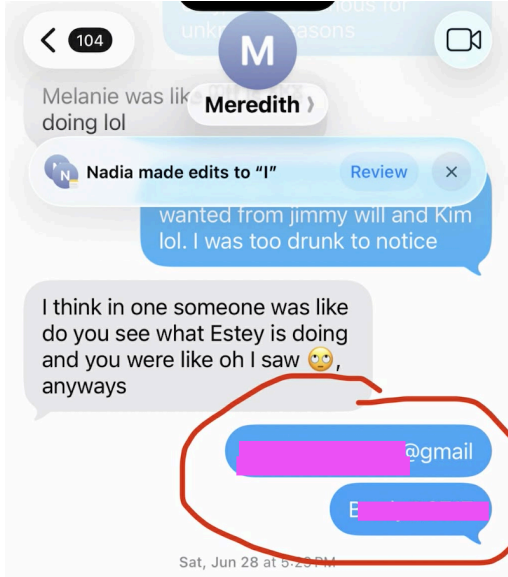 104
M
Meredith
Melanie was lik
doing lol
N
Nadia made edits to "I"
Review
wanted from jimmy will and Kim
lol. I was too drunk to notice
I think in one someone was like
do you see what Estey is doing
and you were like oh I saw 🙄,
anyways
@gmail
Sat, Jun 28 at 5:29 PM